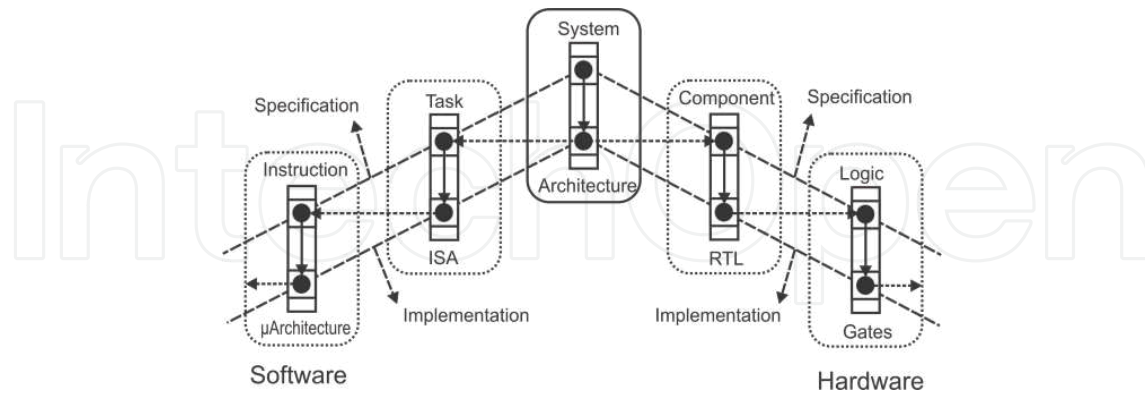 System
Task
Component
Specification
Specification
Instruction
Architecture
Logic
ISA
RTL
Implementation
Implementation
µArchitecture
Gates
Software
Hardware
IntechOpen